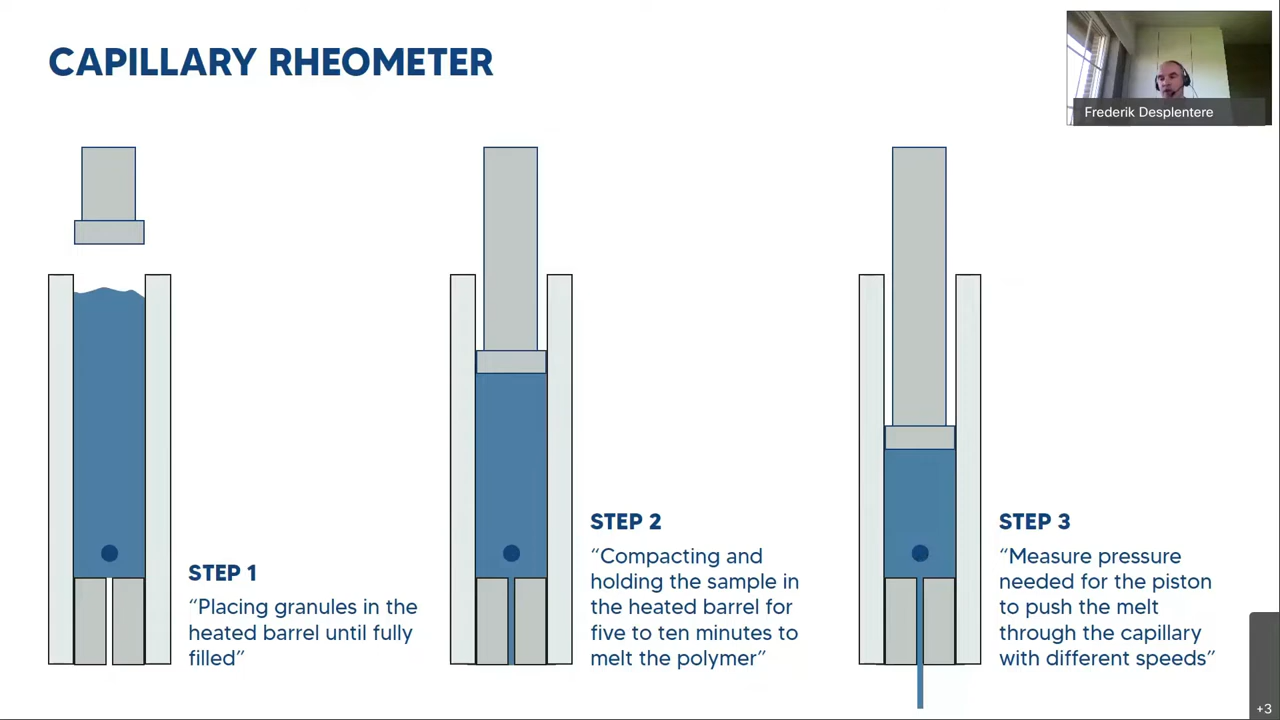 CAPILLARY RHEOMETER
Frederik Desplentere
STEP 1
“Placing granules in the
heated barrel until fully
filled”
STEP 2
“Compacting and
holding the sample in
the heated barrel for
five to ten minutes to
melt the polymer”
STEP 3
“Measure pressure
needed for the piston
to push the melt
through the capillary
with different speeds”
+3